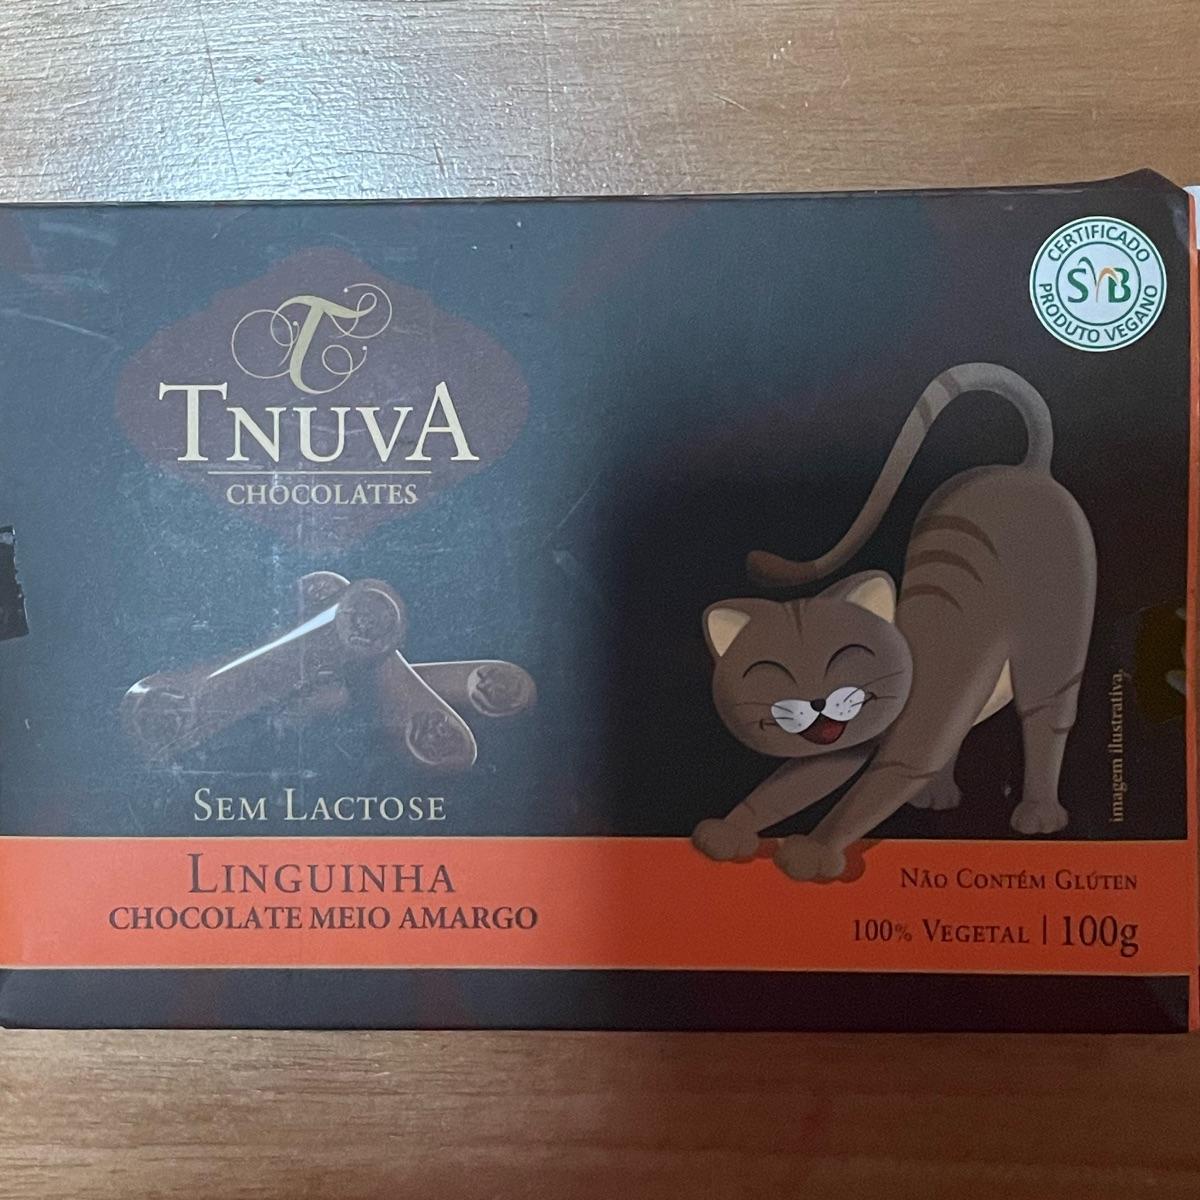 CERTIFICADO
SVB
PRODUTO VEGANO
T
TNUVA
CHOCOLATES
SEM LACTOSE
LINGUINHA
CHOCOLATE MEIO AMARGO
imagem ilustrativa.
NÃO CONTÉM GLÚTEN
100% VEGETAL | 100g